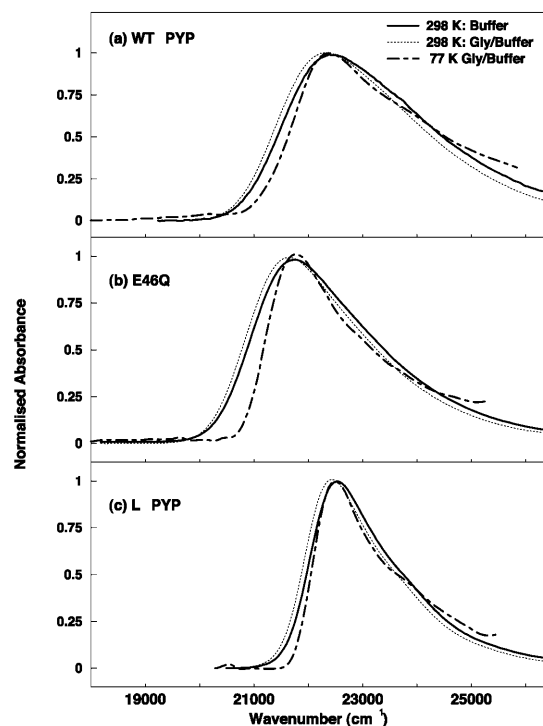 (a) WT PYP
298 K: Buffer
298 K: Gly/Buffer
77 K Gly/Buffer
1
0.75
0.5
0.25
0
(b) E46Q
1
0.75
0.5
0.25
0
Normalised Absorbance
(c) L PYP
1
0.75
0.5
0.25
0
19000 21000 23000 25000
Wavenumber (cm ¹)